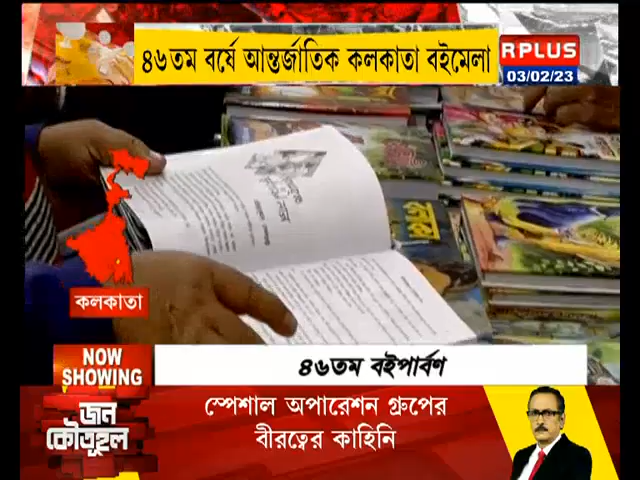 ৪৬তম বর্ষে আন্তর্জাতিক কলকাতা বইমেলা
RPLUS
03/02/23
কলকাতা
NOW
SHOWING
৪৬তম বইপার্বণ
জন
কৌতূহল
স্পেশাল অপারেশন গ্রুপের
বীরত্বের কাহিনি